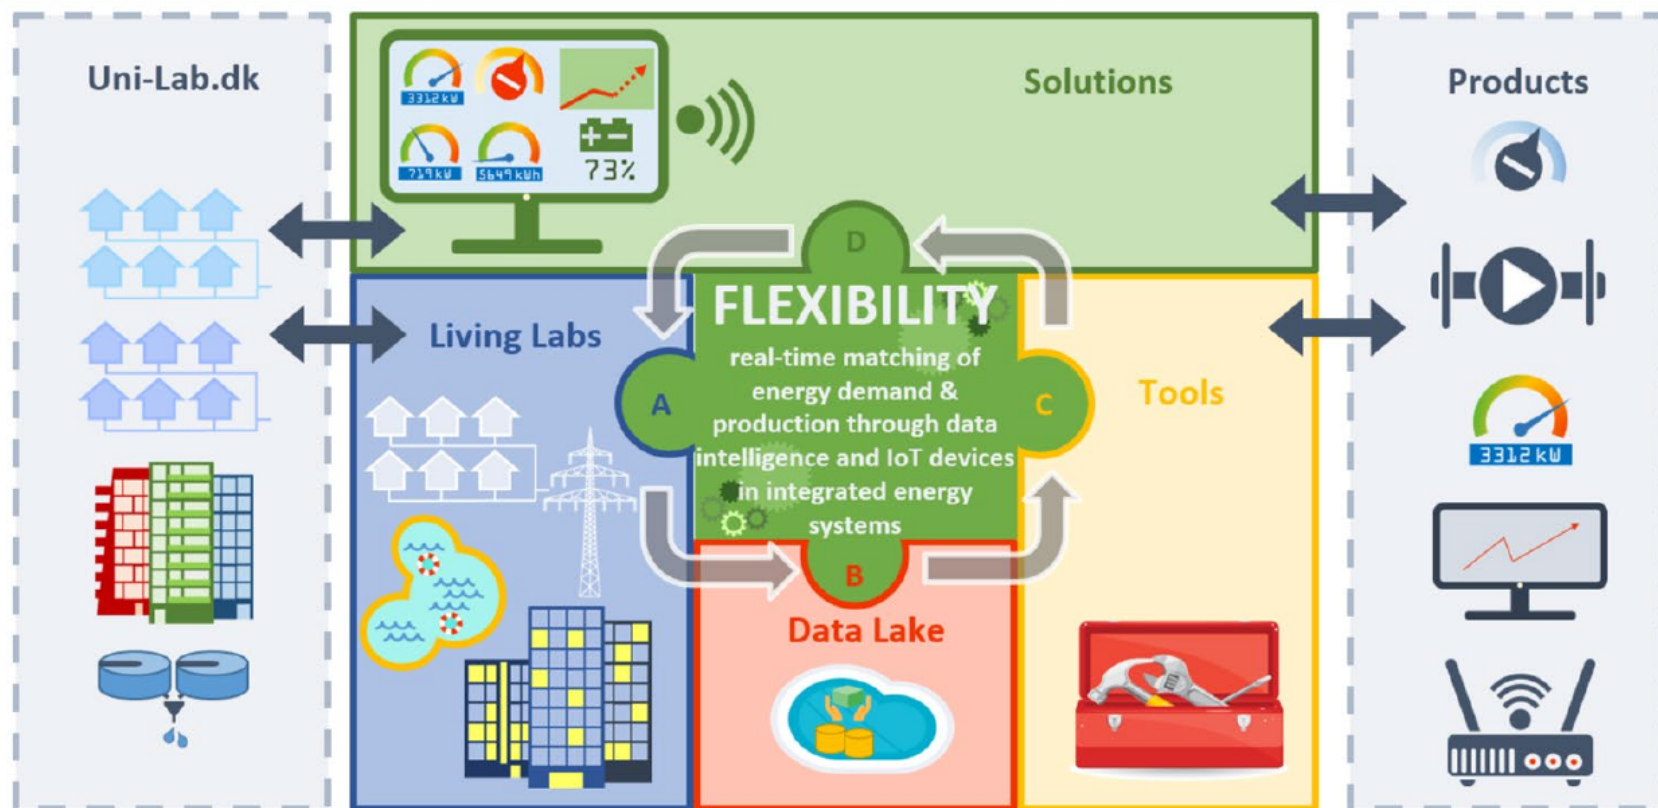 Uni-Lab.dk
3312kW
719kW
5649kWh
73%
Solutions
Products
D
FLEXIBILITY
real-time matching of
energy demand &
production through data
intelligence and IoT devices
in integrated energy
systems
Living Labs
A
C
Tools
B
Data Lake
3312kW